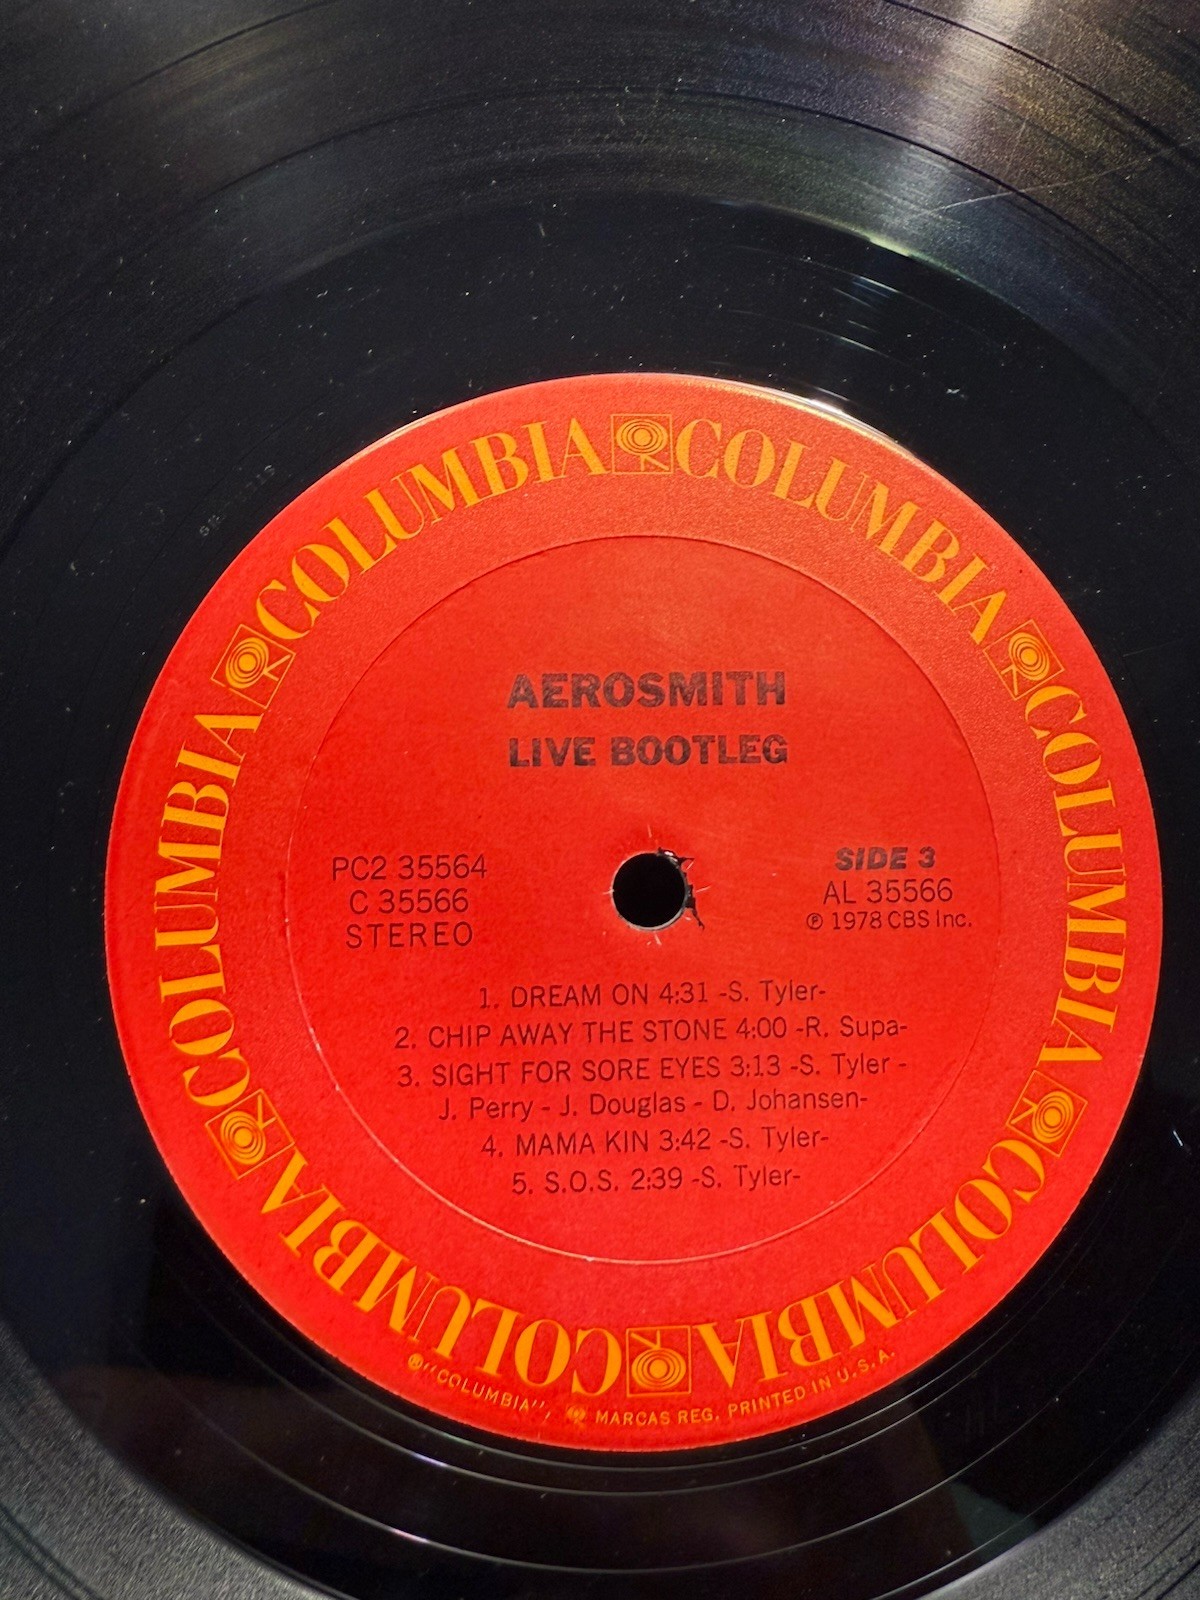 COLUMBIA COLUMBIA COLUMBIA COLUMBIA COLUMBIA COLUMBIA
AEROSMITH
LIVE BOOTLEG
PC2 35564
C 35566
STEREO
SIDE 3
AL 35566
℗ 1978 CBS Inc.
1. DREAM ON 4:31 -S. Tyler-
2. CHIP AWAY THE STONE 4:00 -R. Supa-
3. SIGHT FOR SORE EYES 3:13 -S. Tyler -
J. Perry - J. Douglas - D. Johansen-
4. MAMA KIN 3:42 -S. Tyler-
5. S.O.S. 2:39 -S. Tyler-
®"COLUMBIA", MARCAS REG. PRINTED IN U.S.A.